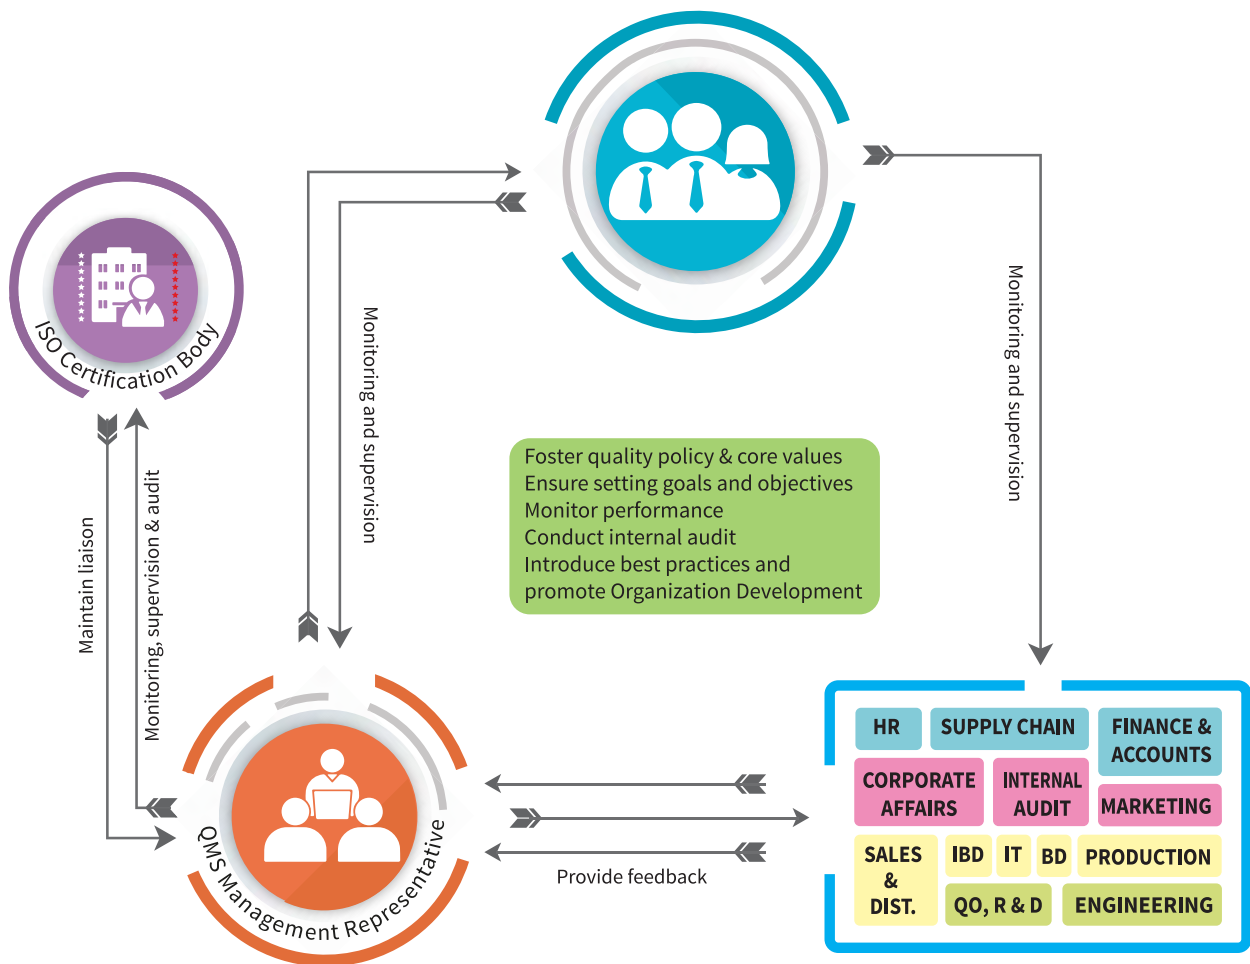 ISO Certification Body
Monitoring and supervision
Monitoring and supervision
Maintain liaison
Monitoring, supervision & audit
Foster quality policy & core values
Ensure setting goals and objectives
Monitor performance
Conduct internal audit
Introduce best practices and
promote Organization Development
QMS Management Representative
Provide feedback
HR
SUPPLY CHAIN
FINANCE &
ACCOUNTS
CORPORATE
AFFAIRS
INTERNAL
AUDIT
MARKETING
SALES
&
DIST.
IBD
IT
BD
PRODUCTION
QO, R & D
ENGINEERING